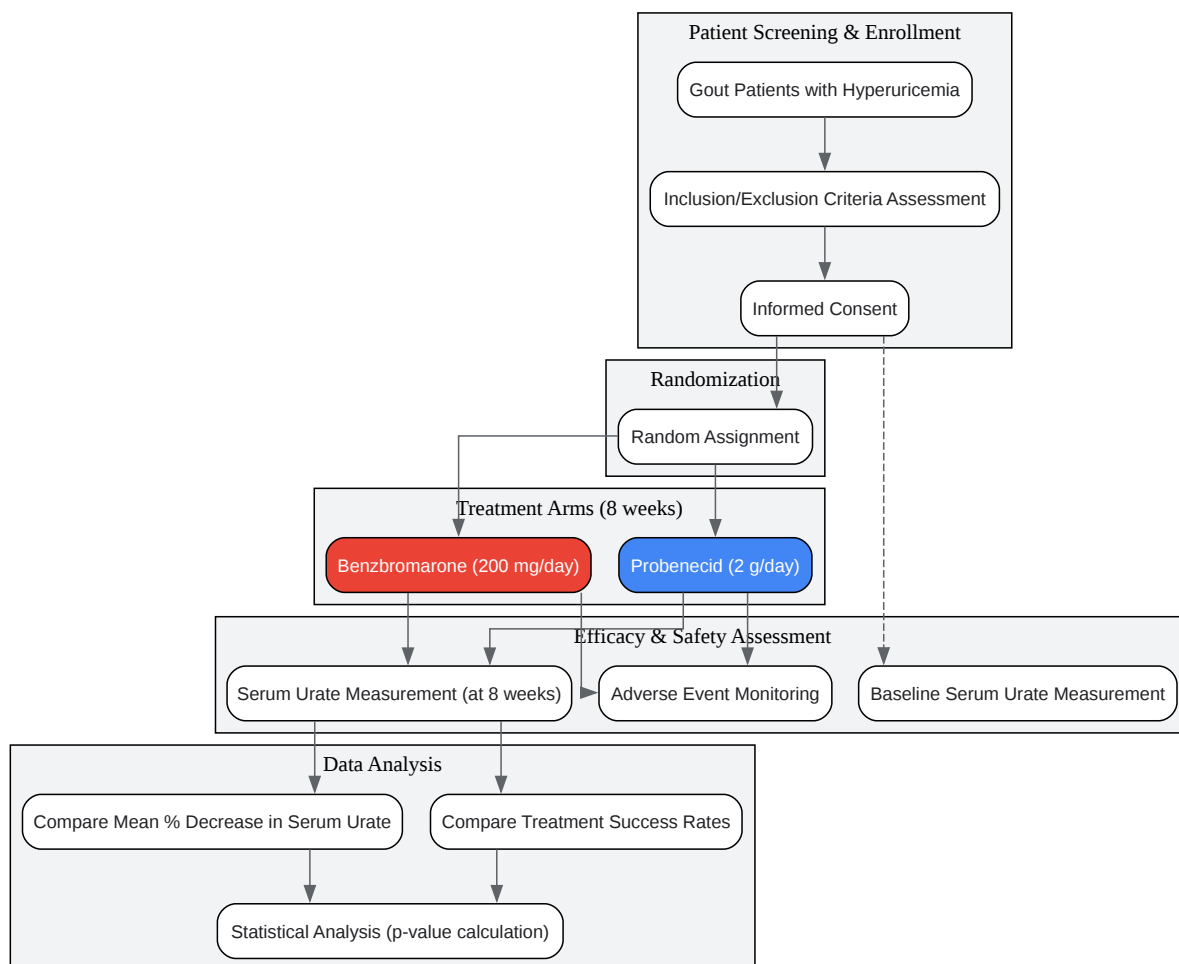 Patient Screening & Enrollment
Gout Patients with Hyperuricemia
Inclusion/Exclusion Criteria Assessment
Informed Consent
Randomization
Random Assignment
Treatment Arms (8 weeks)
Benzbromarone (200 mg/day)
Probenecid (2 g/day)
Efficacy & Safety Assessment
Serum Urate Measurement (at 8 weeks)
Adverse Event Monitoring
Baseline Serum Urate Measurement
Data Analysis
Compare Mean % Decrease in Serum Urate
Compare Treatment Success Rates
Statistical Analysis (p-value calculation)